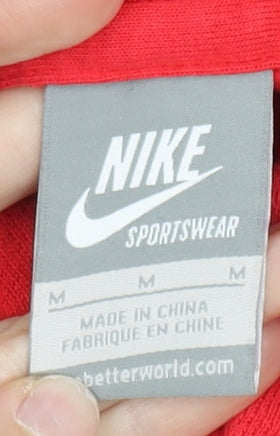 NIKE
SPORTSWEAR
M M M
MADE IN CHINA
FABRIQUE EN CHINE
betterworld.com